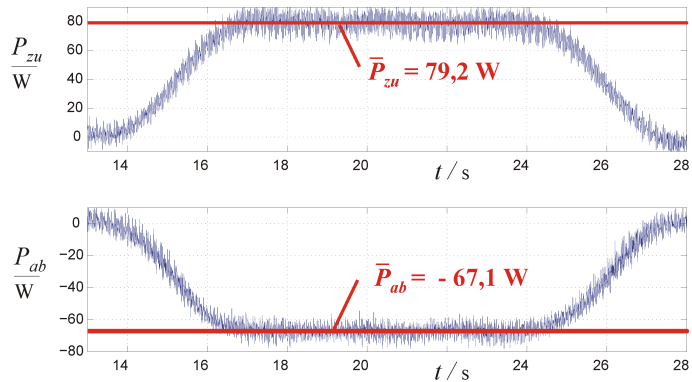 80
60
40
20
0
P_zu
W
P̅_zu = 79,2 W
14 16 18 20 22 24 26 28
t / s
0
−20
−40
−60
−80
P_ab
W
P̅_ab = - 67,1 W
14 16 18 20 22 24 26 28
t / s